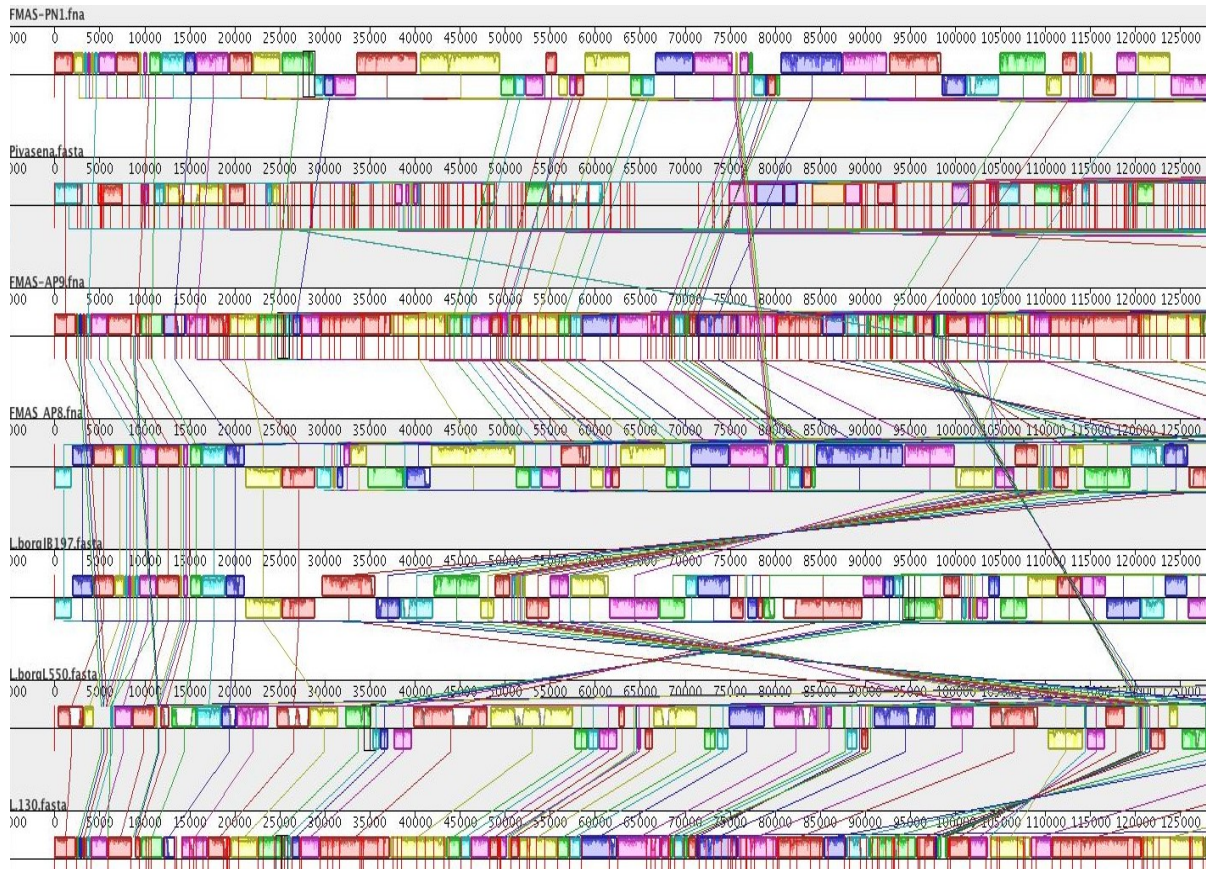 FMAS-PN1.fna
000 0 5000 10000 15000 20000 25000 30000 35000 40000 45000 50000 55000 60000 65000 70000 75000 80000 85000 90000 95000 100000 105000 110000 115000 120000 125000
Pivasena.fasta
000 0 5000 10000 15000 20000 25000 30000 35000 40000 45000 50000 55000 60000 65000 70000 75000 80000 85000 90000 95000 100000 105000 110000 115000 120000 125000
FMAS-AP9.fna
000 0 5000 10000 15000 20000 25000 30000 35000 40000 45000 50000 55000 60000 65000 70000 75000 80000 85000 90000 95000 100000 105000 110000 115000 120000 125000
FMAS_AP8.fna
000 0 5000 10000 15000 20000 25000 30000 35000 40000 45000 50000 55000 60000 65000 70000 75000 80000 85000 90000 95000 100000 105000 110000 115000 120000 125000
L.borgJB197.fasta
000 0 5000 10000 15000 20000 25000 30000 35000 40000 45000 50000 55000 60000 65000 70000 75000 80000 85000 90000 95000 100000 105000 110000 115000 120000 125000
L.borgL550.fasta
000 0 5000 10000 15000 20000 25000 30000 35000 40000 45000 50000 55000 60000 65000 70000 75000 80000 85000 90000 95000 100000 105000 110000 115000 120000 125000
L.130.fasta
000 0 5000 10000 15000 20000 25000 30000 35000 40000 45000 50000 55000 60000 65000 70000 75000 80000 85000 90000 95000 100000 105000 110000 115000 120000 125000